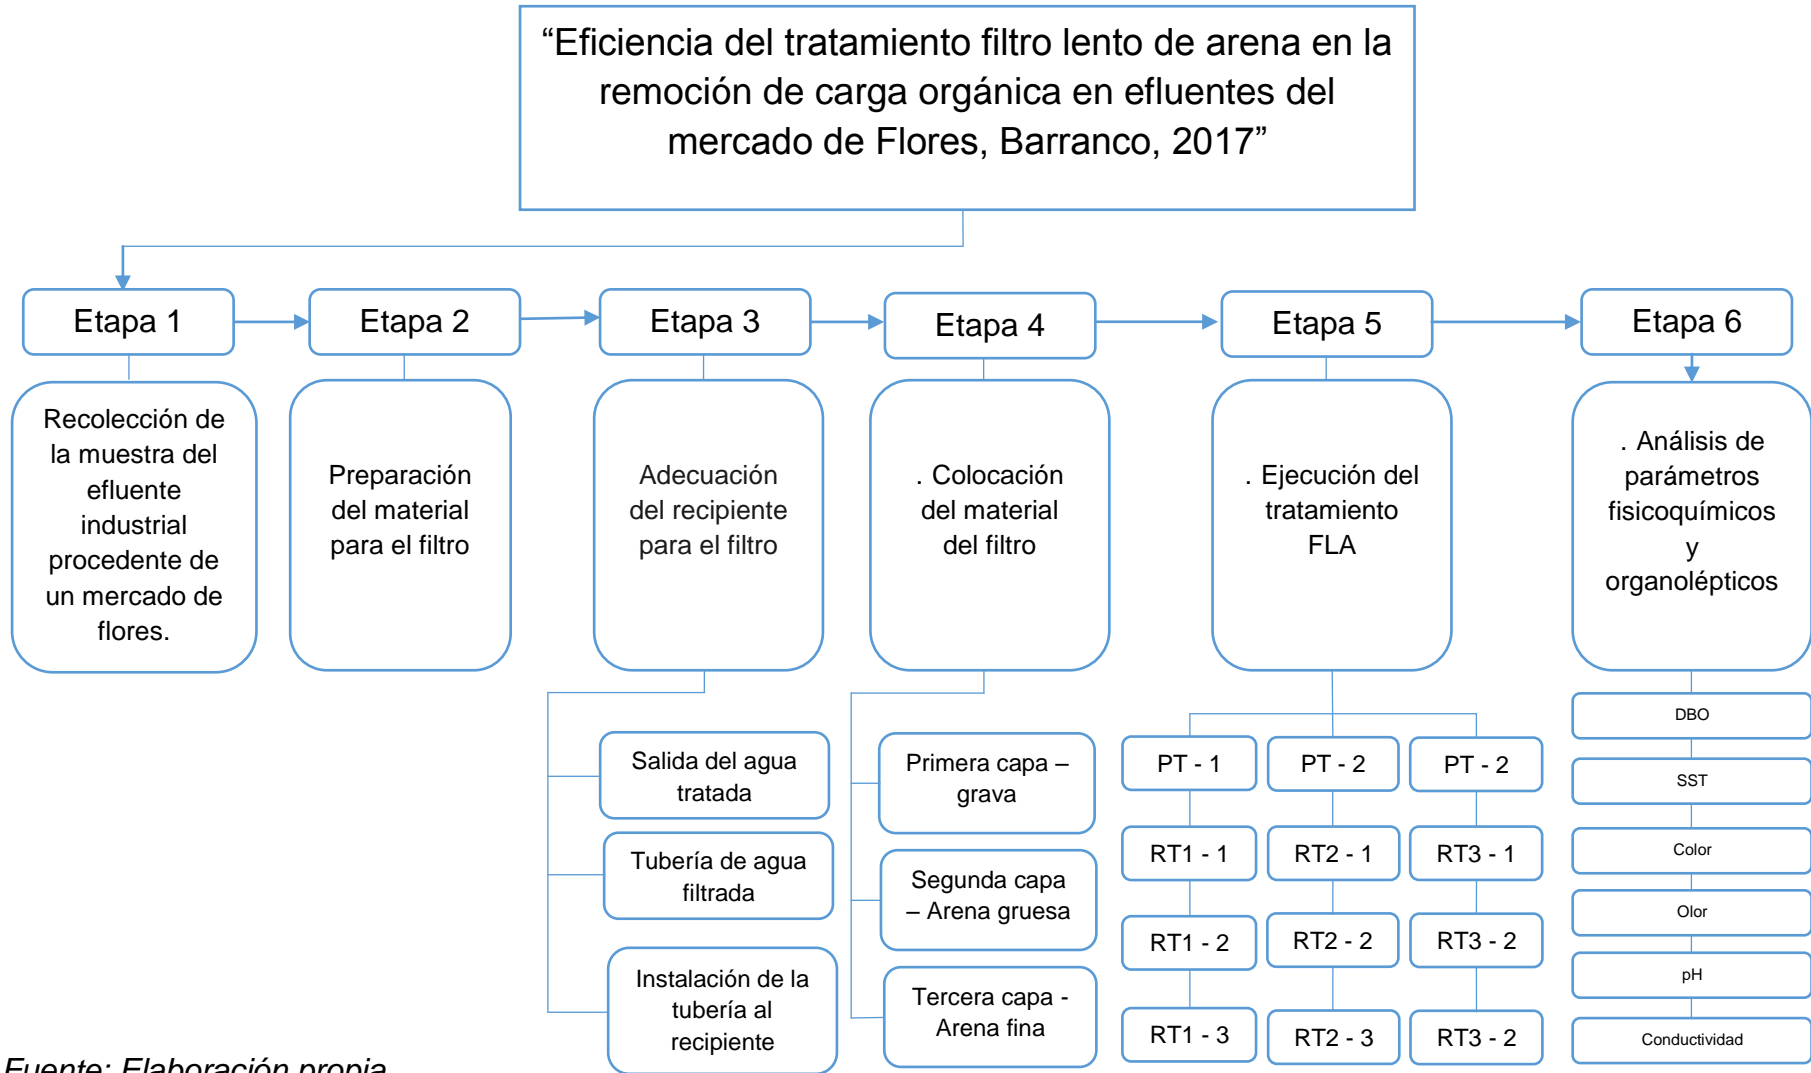 “Eficiencia del tratamiento filtro lento de arena en la
remoción de carga orgánica en efluentes del
mercado de Flores, Barranco, 2017”
Etapa 1
Etapa 2
Etapa 3
Etapa 4
Etapa 5
Etapa 6
Recolección de
la muestra del
efluente
industrial
procedente de
un mercado de
flores.
Preparación
del material
para el filtro
Adecuación
del recipiente
para el filtro
. Colocación
del material
del filtro
. Ejecución del
tratamiento
FLA
. Análisis de
parámetros
fisicoquímicos
y
organolépticos
Salida del agua
tratada
Tubería de agua
filtrada
Instalación de la
tubería al
recipiente
Primera capa –
grava
Segunda capa
– Arena gruesa
Tercera capa -
Arena fina
PT - 1
RT1 - 1
RT1 - 2
RT1 - 3
PT - 2
RT2 - 1
RT2 - 2
RT2 - 3
PT - 2
RT3 - 1
RT3 - 2
RT3 - 2
DBO
SST
Color
Olor
pH
Conductividad
Fuente: Elaboración propia